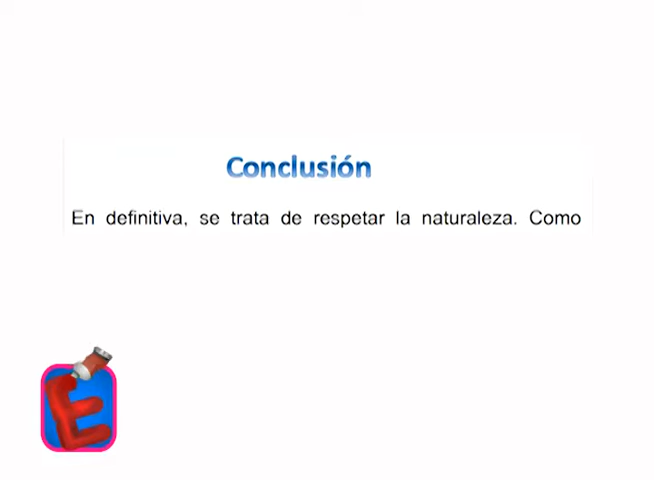 Conclusión
En definitiva, se trata de respetar la naturaleza. Como
E